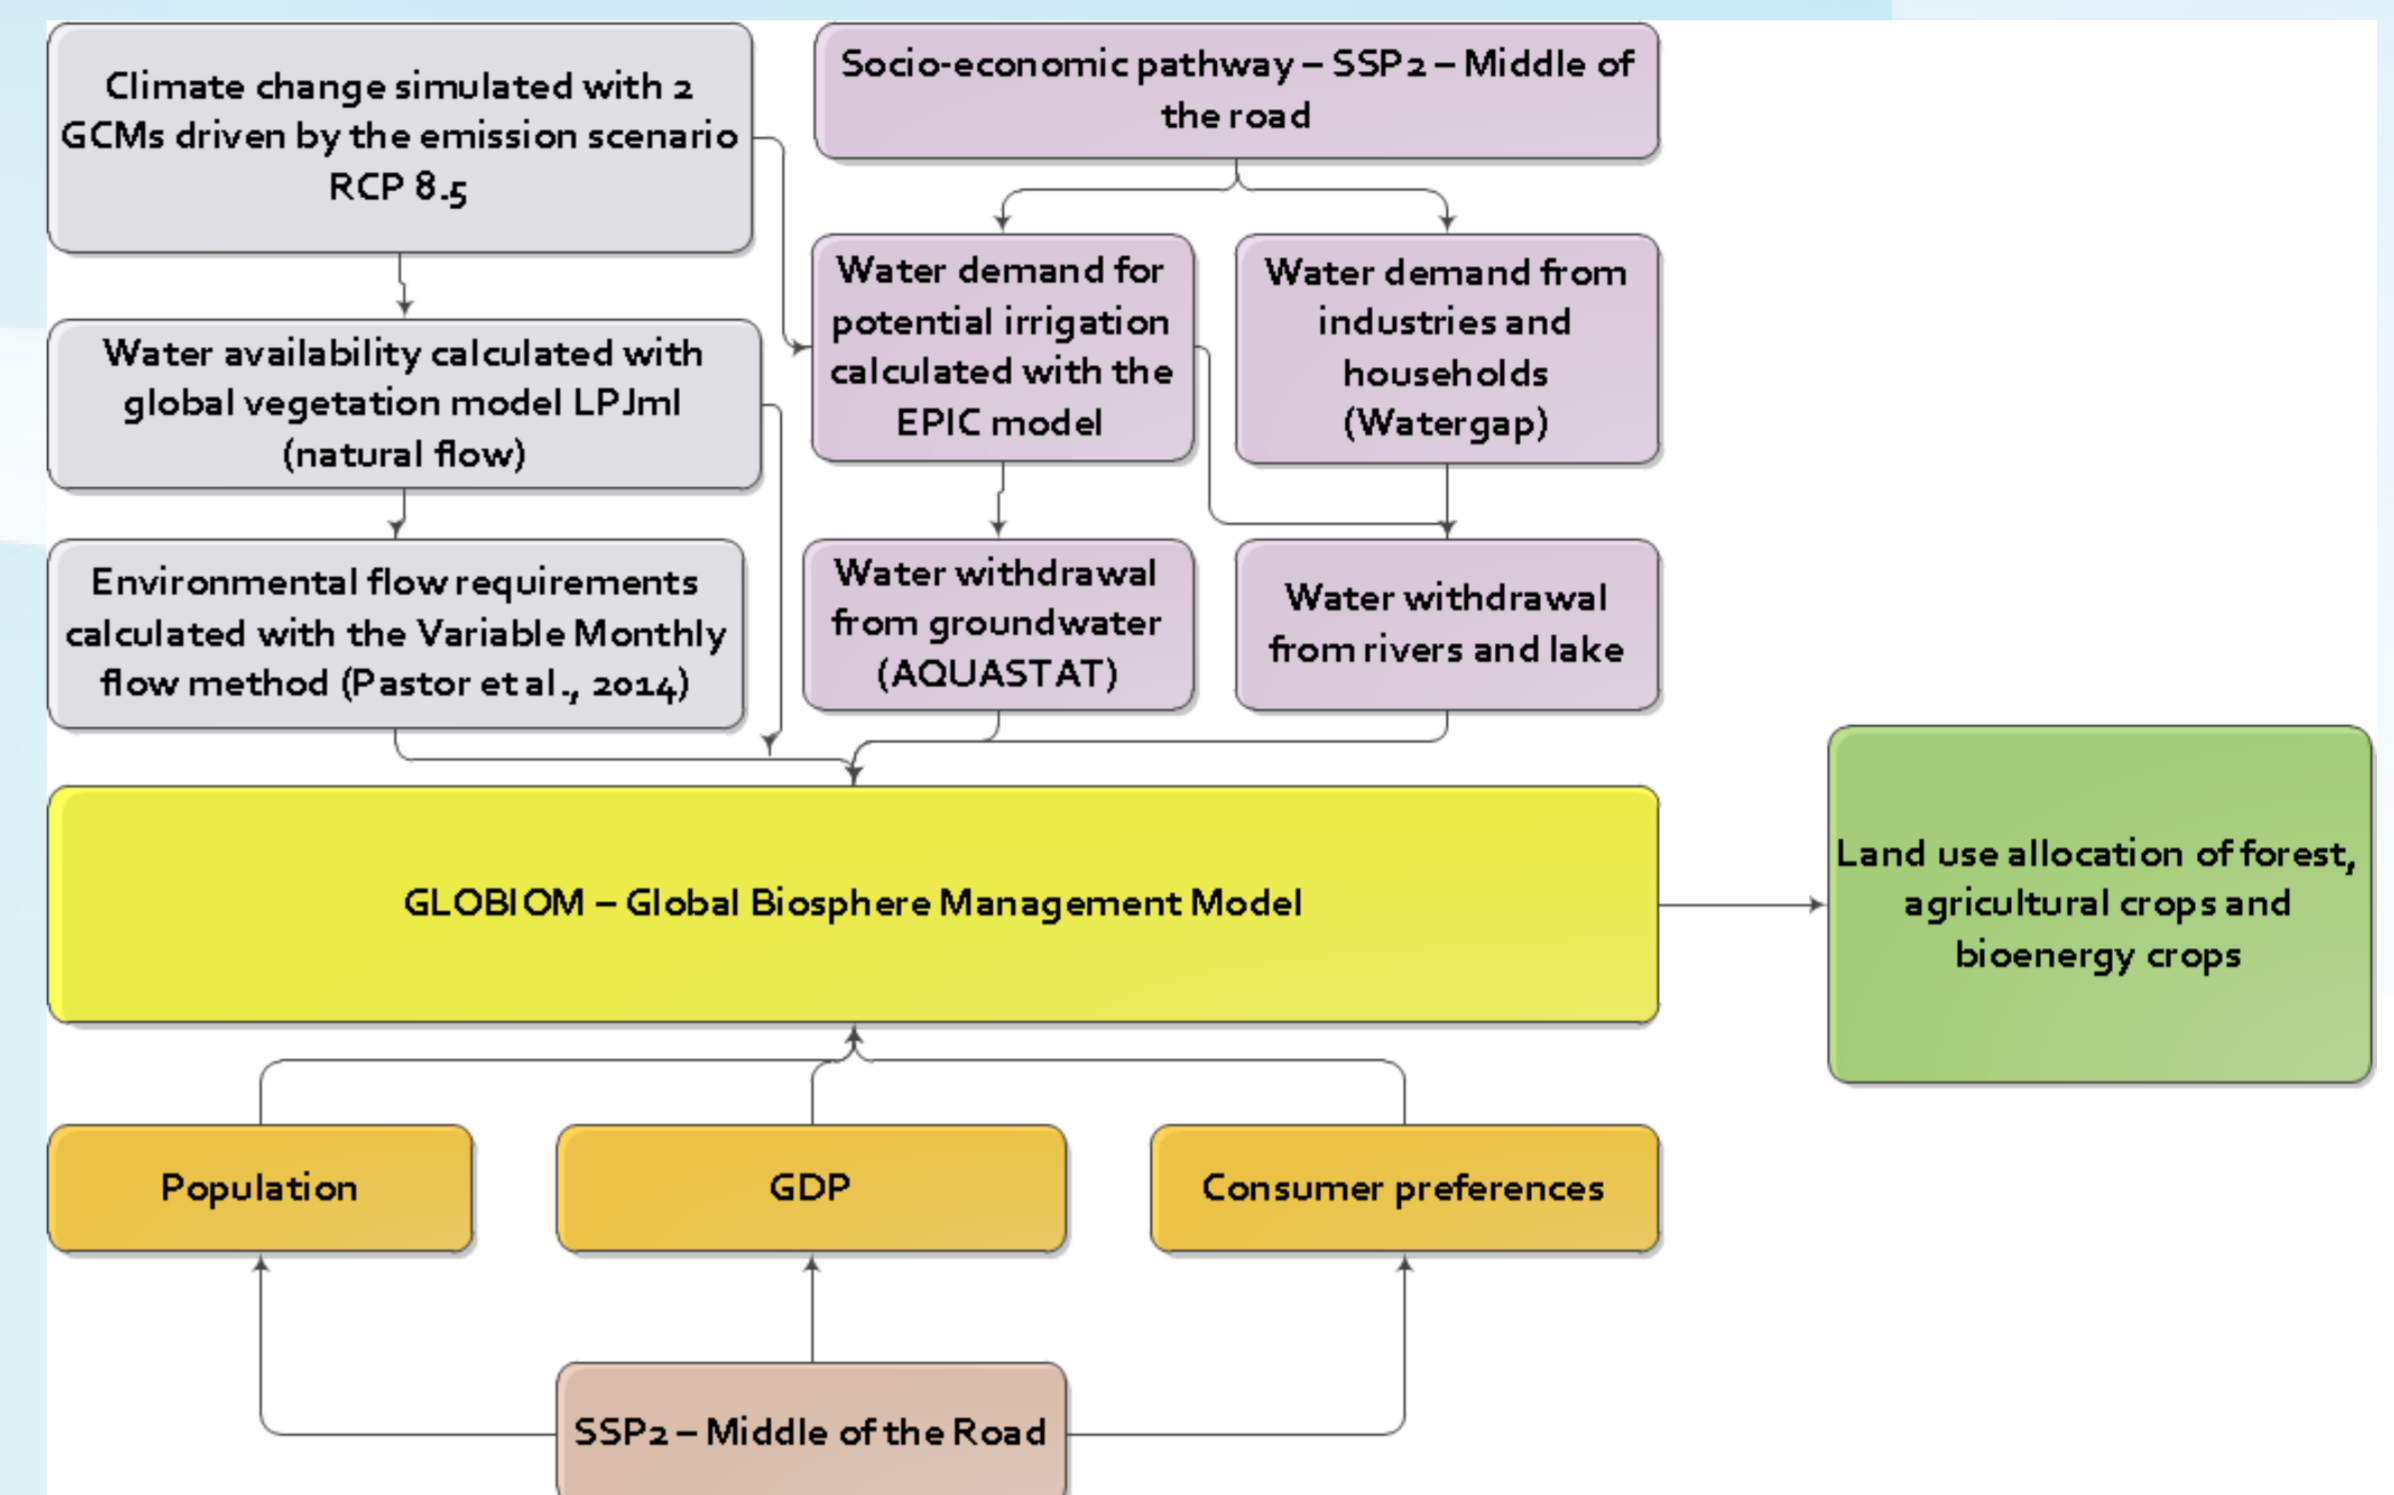 Climate change simulated with 2
GCMs driven by the emission scenario
RCP 8.5
Socio-economic pathway – SSP2 – Middle of
the road
Water demand for
potential irrigation
calculated with the
EPIC model
Water demand from
industries and
households
(Watergap)
Water availability calculated with
global vegetation model LPJml
(natural flow)
Environmental flow requirements
calculated with the Variable Monthly
flow method (Pastor et al., 2014)
Water withdrawal
from groundwater
(AQUASTAT)
Water withdrawal
from rivers and lake
GLOBIOM – Global Biosphere Management Model
Land use allocation of forest,
agricultural crops and
bioenergy crops
Population
GDP
Consumer preferences
SSP2 – Middle of the Road